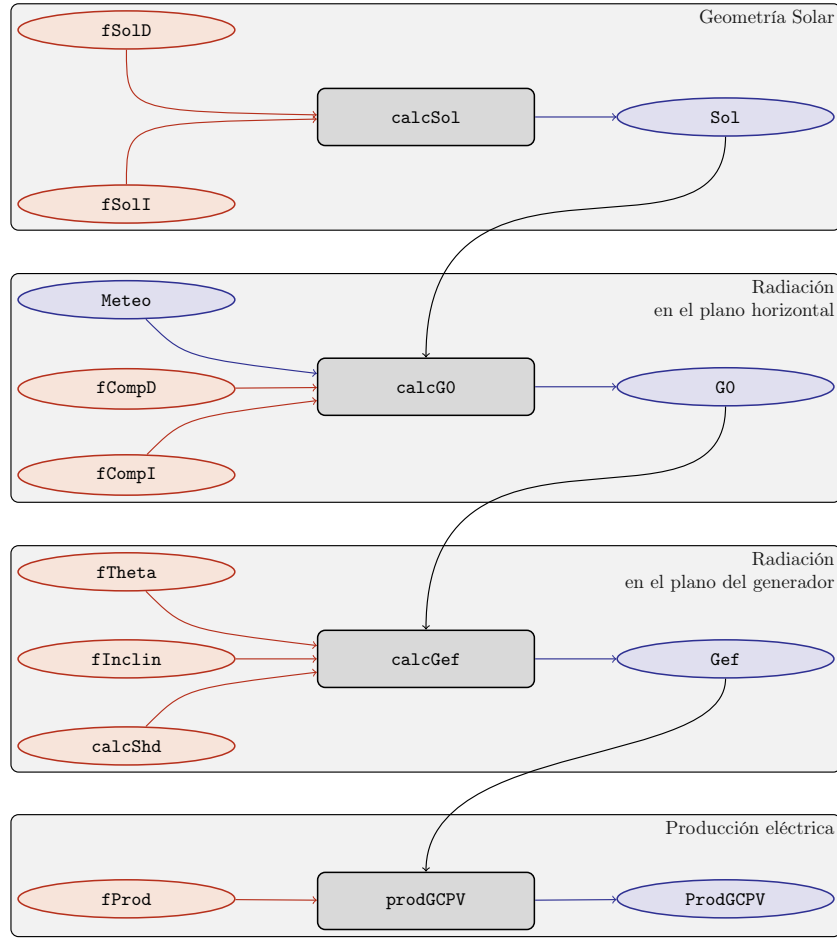 Geometría Solar
fSolD
calcSol
Sol
fSolI
Radiación
en el plano horizontal
Meteo
fCompD
calcG0
G0
fCompI
Radiación
en el plano del generador
fTheta
fInclin
calcGef
Gef
calcShd
Producción eléctrica
fProd
prodGCPV
ProdGCPV